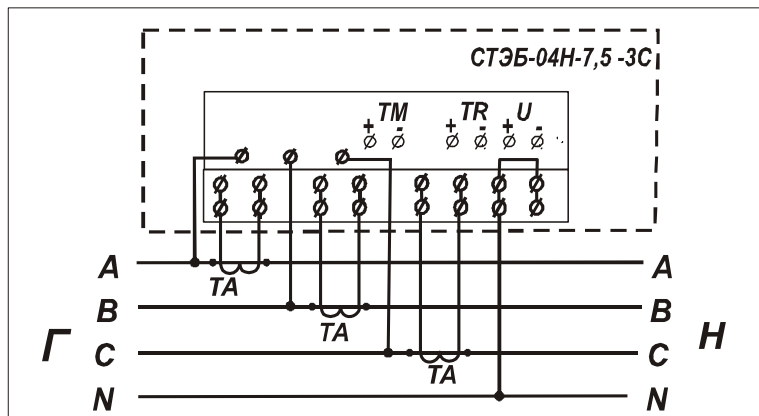 СТЭБ-04Н-7,5 -3С
TM TR U
+ - + - + -
A A
TA
B B
TA
Г Н
C C
TA
N N